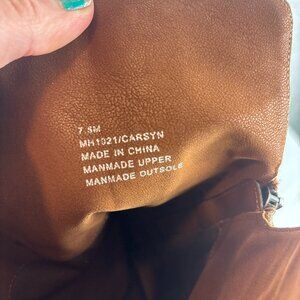 7.5M
MH1021/CARSYN
MADE IN CHINA
MANMADE UPPER
MANMADE OUTSOLE